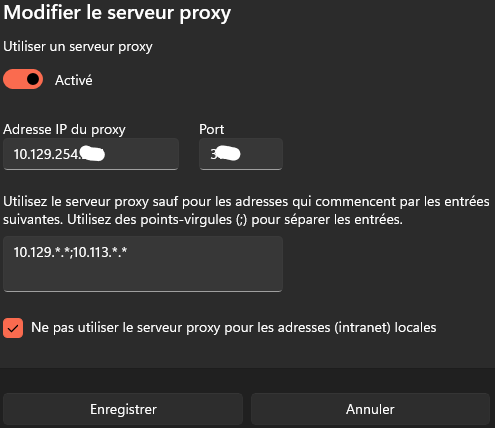 Modifier le serveur proxy
Utiliser un serveur proxy
Activé
Adresse IP du proxy
Port
10.129.254.
3
Utilisez le serveur proxy sauf pour les adresses qui commencent par les entrées
suivantes. Utilisez des points-virgules (;) pour séparer les entrées.
10.129.*.*;10.113.*.*
Ne pas utiliser le serveur proxy pour les adresses (intranet) locales
Enregistrer
Annuler